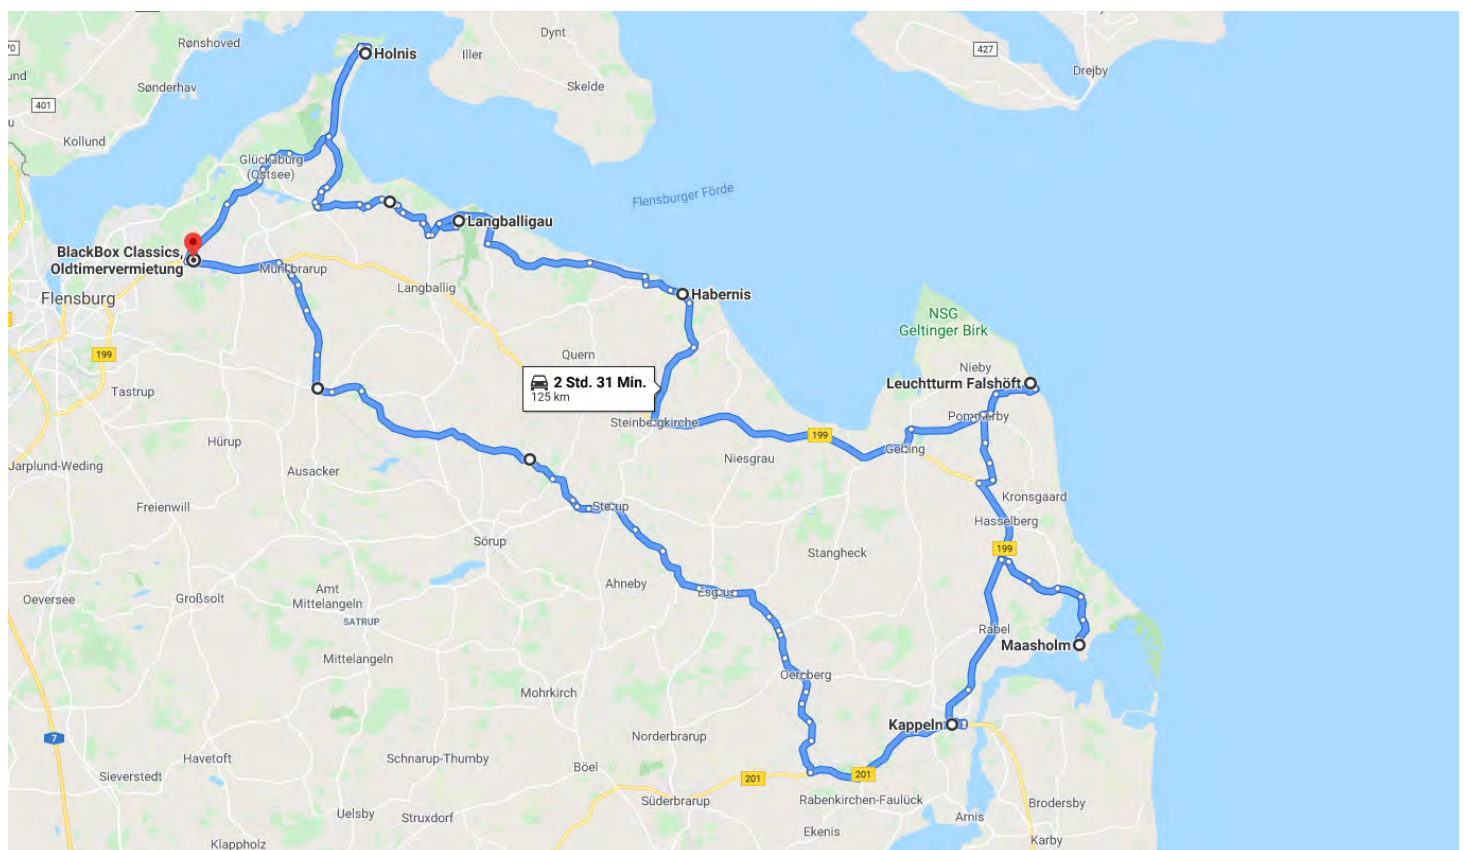 Rønshoved
Holnis
Iller
Dynt
Skelde
427
Drejby
Sønderhav
401
Kollund
Glücksburg
(Ostsee)
Flensburger Förde
Langballigau
BlackBox Classics,
Oldtimervermietung
Munkbrarup
Langballig
Habernis
Flensburg
NSG
Geltinger Birk
199
Quern
Nieby
2 Std. 31 Min.
125 km
Leuchtturm Falshöft
Tastrup
Steinbergkirche
Pommerby
199
Gelting
Hürup
Niesgrau
Jarplund-Weding
Ausacker
Kronsgaard
Freienwill
Sterup
Hasselberg
Sörup
199
Stangheck
Ahneby
Esgrus
Amt
Mittelangeln
Oeversee
Großsolt
SATRUP
Rabel
Maasholm
Mittelangeln
Oersberg
Mohrkirch
Kappeln
7
Norderbrarup
Havetoft
Schnarup-Thumby
Böel
Sieverstedt
201
201
Süderbrarup
Rabenkirchen-Faulück
Brodersby
Uelsby
Struxdorf
Arnis
Ekenis
Karby
Klappholz